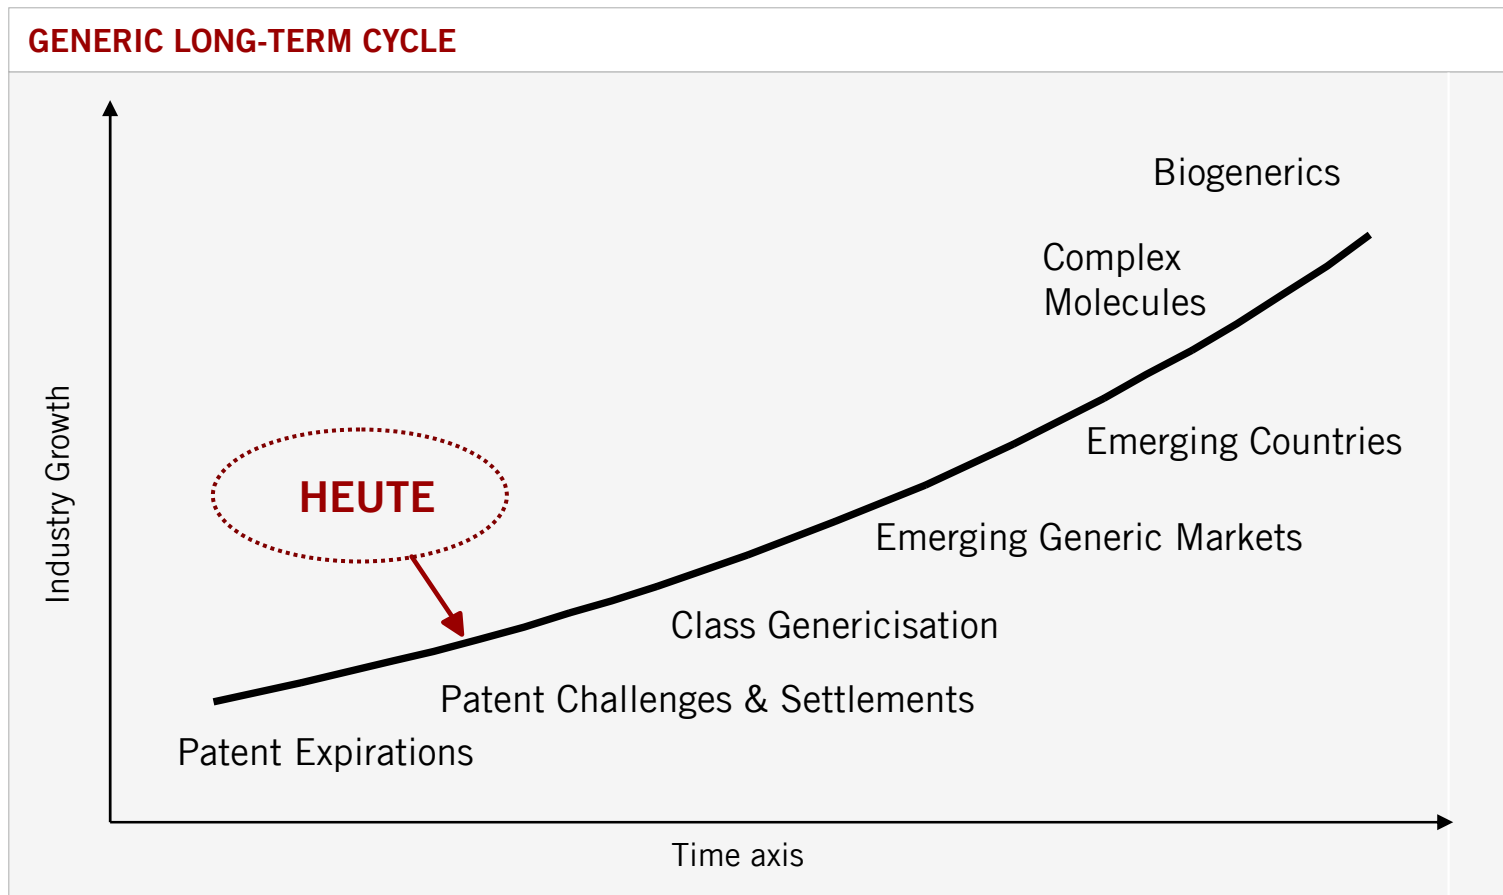 GENERIC LONG-TERM CYCLE
Biogenerics
Complex
Molecules
Emerging Countries
HEUTE
Industry Growth
Emerging Generic Markets
Class Genericisation
Patent Challenges & Settlements
Patent Expirations
Time axis